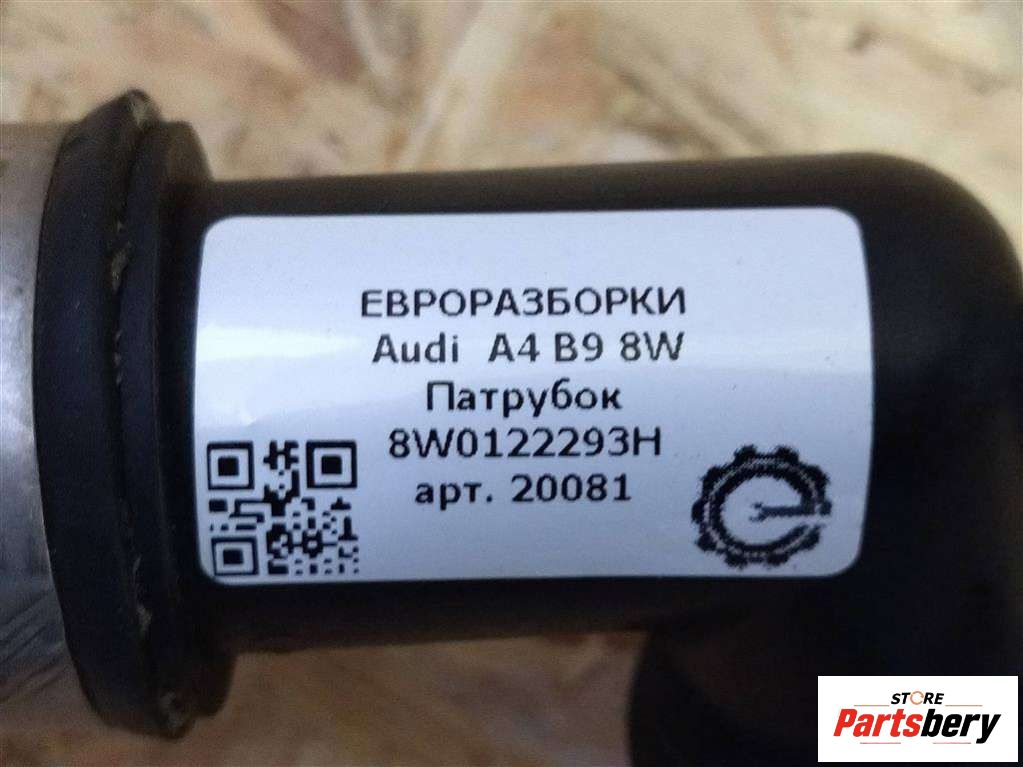 ЕВРОРАЗБОРКИ
Audi A4 B9 8W
Патрубок
8W0122293H
арт. 20081
STORE
Partsbery